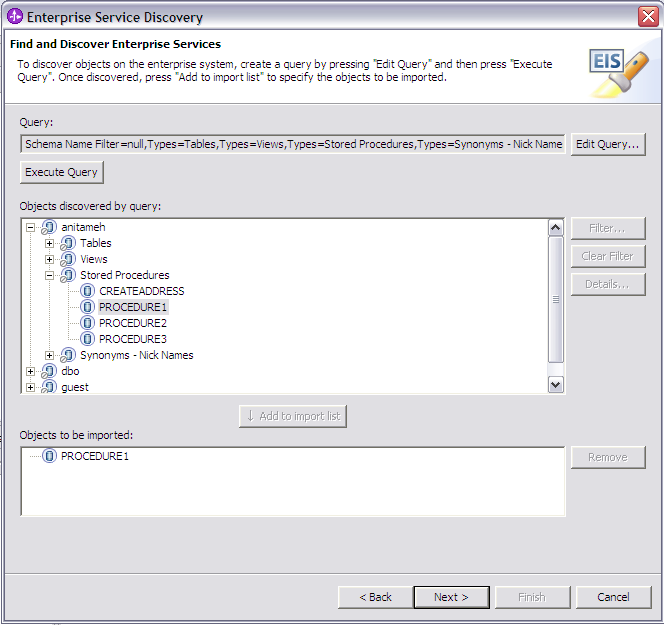 Enterprise Service Discovery
Find and Discover Enterprise Services
To discover objects on the enterprise system, create a query by pressing "Edit Query" and then press "Execute
Query". Once discovered, press "Add to import list" to specify the objects to be imported.
EIS
Query:
Schema Name Filter=null,Types=Tables,Types=Views,Types=Stored Procedures,Types=Synonyms - Nick Name
Edit Query...
Execute Query
Objects discovered by query:
anitameh
Tables
Views
Stored Procedures
CREATEADDRESS
PROCEDURE1
PROCEDURE2
PROCEDURE3
Synonyms - Nick Names
dbo
guest
Filter...
Clear Filter
Details...
↓ Add to import list
Objects to be imported:
PROCEDURE1
Remove
< Back
Next >
Finish
Cancel